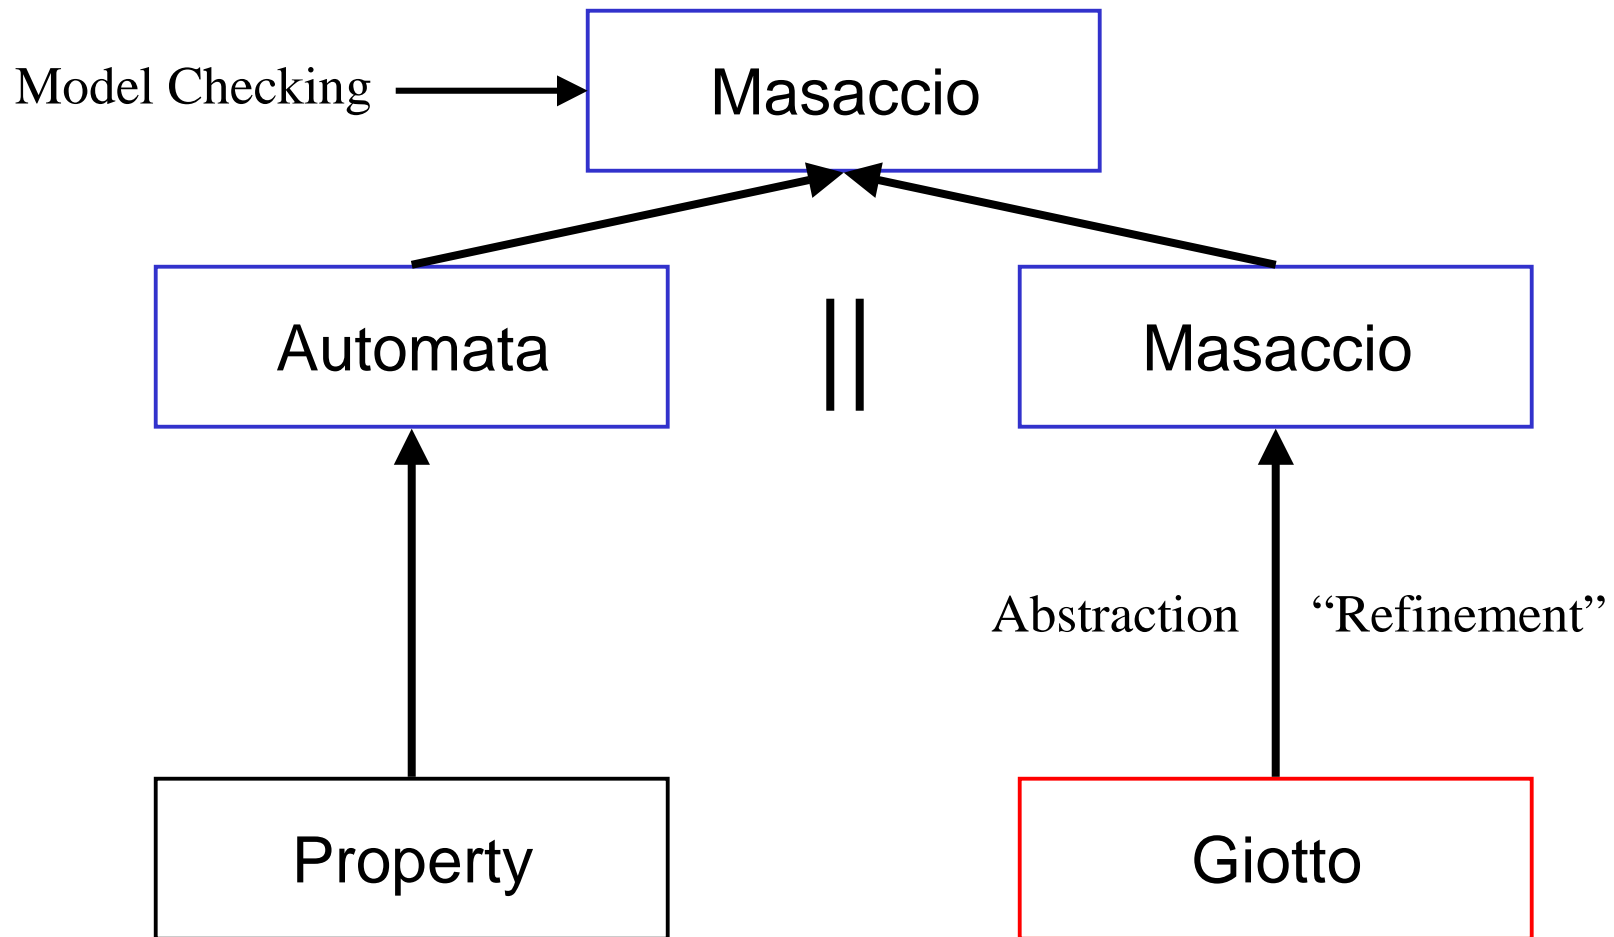 Model Checking
Masaccio
Automata
||
Masaccio
Abstraction
“Refinement”
Property
Giotto